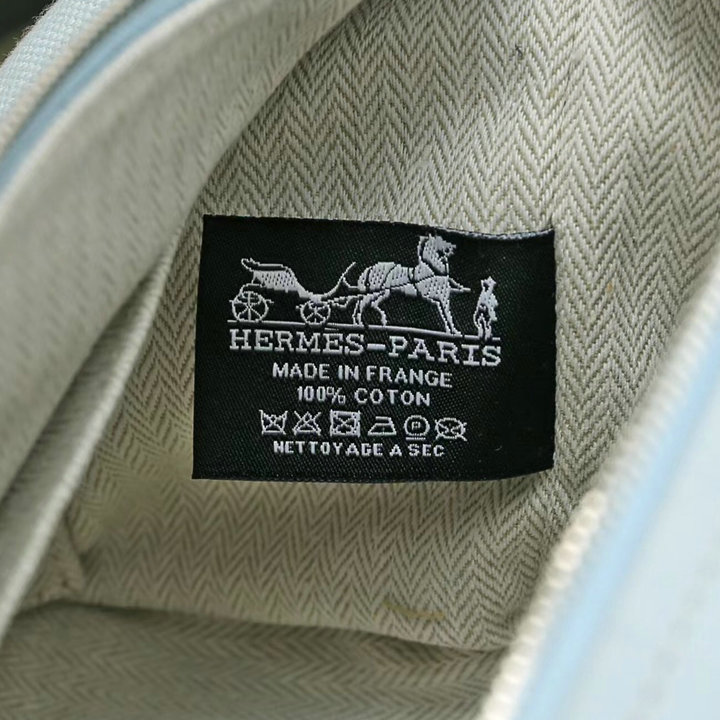 HERMES-PARIS
MADE IN FRANCE
100% COTON
NETTOYAGE A SEC